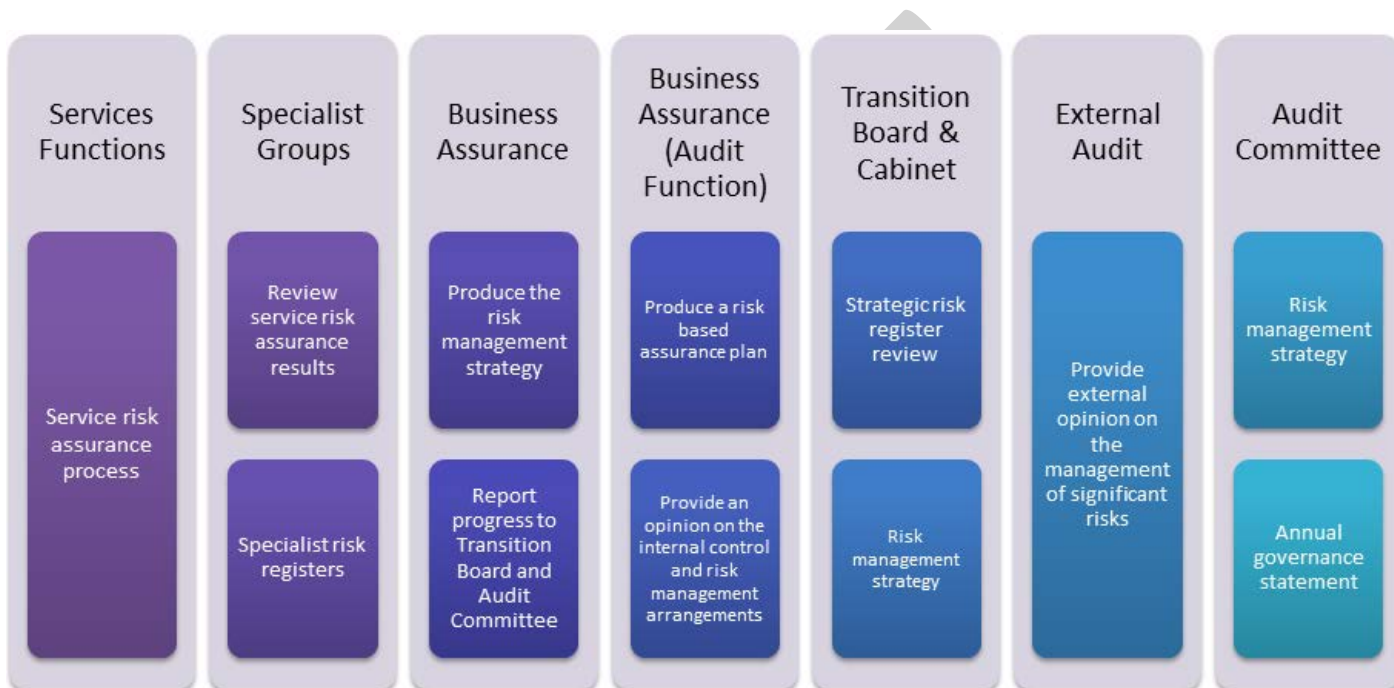 Services
Functions
Service risk
assurance
process
Specialist
Groups
Review
service risk
assurance
results
Specialist risk
registers
Business
Assurance
Produce the
risk
management
strategy
Report
progress to
Transition
Board and
Audit
Committee
Business
Assurance
(Audit
Function)
Produce a risk
based
assurance plan
Provide an
opinion on the
internal control
and risk
management
arrangements
Transition
Board &
Cabinet
Strategic risk
register
review
Risk
management
strategy
External
Audit
Provide
external
opinion on
the
management
of significant
risks
Audit
Committee
Risk
management
strategy
Annual
governance
statement